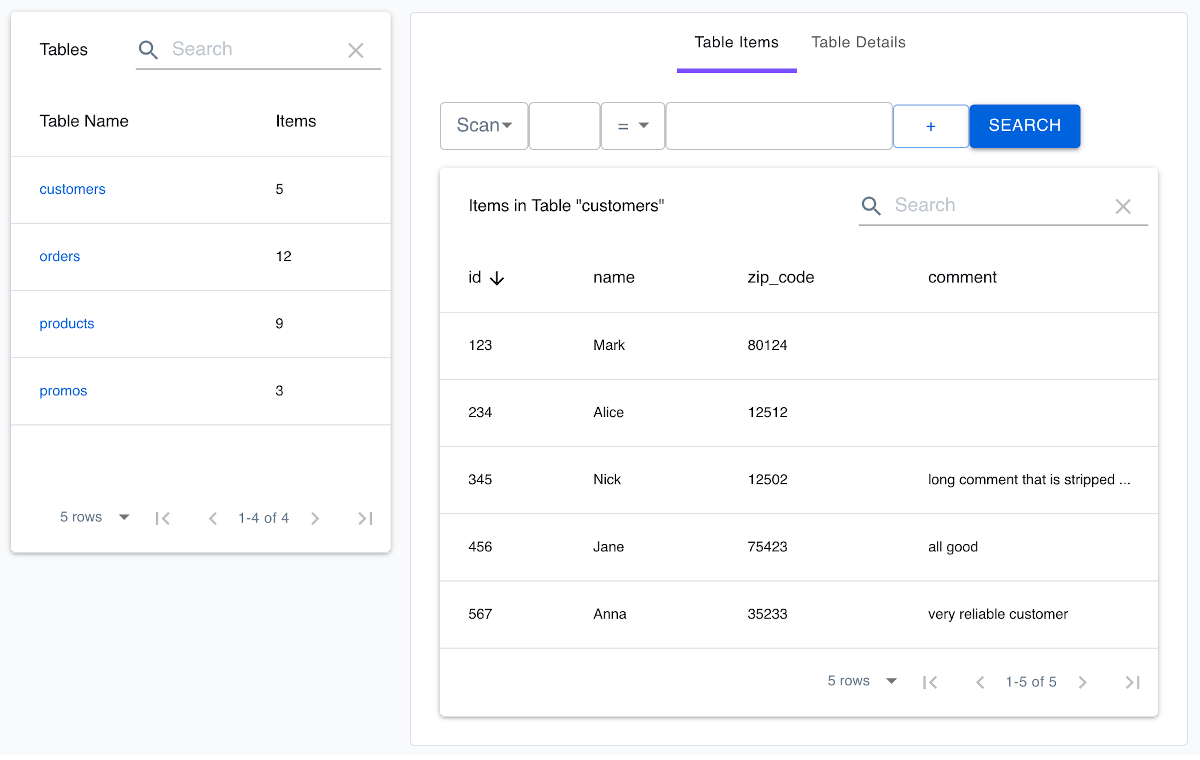 Tables Search
Table Name Items
customers 5
orders 12
products 9
promos 3
5 rows 1-4 of 4
Table Items Table Details
Scan = + SEARCH
Items in Table "customers" Search
id name zip_code comment
123 Mark 80124
234 Alice 12512
345 Nick 12502 long comment that is stripped ...
456 Jane 75423 all good
567 Anna 35233 very reliable customer
5 rows 1-5 of 5